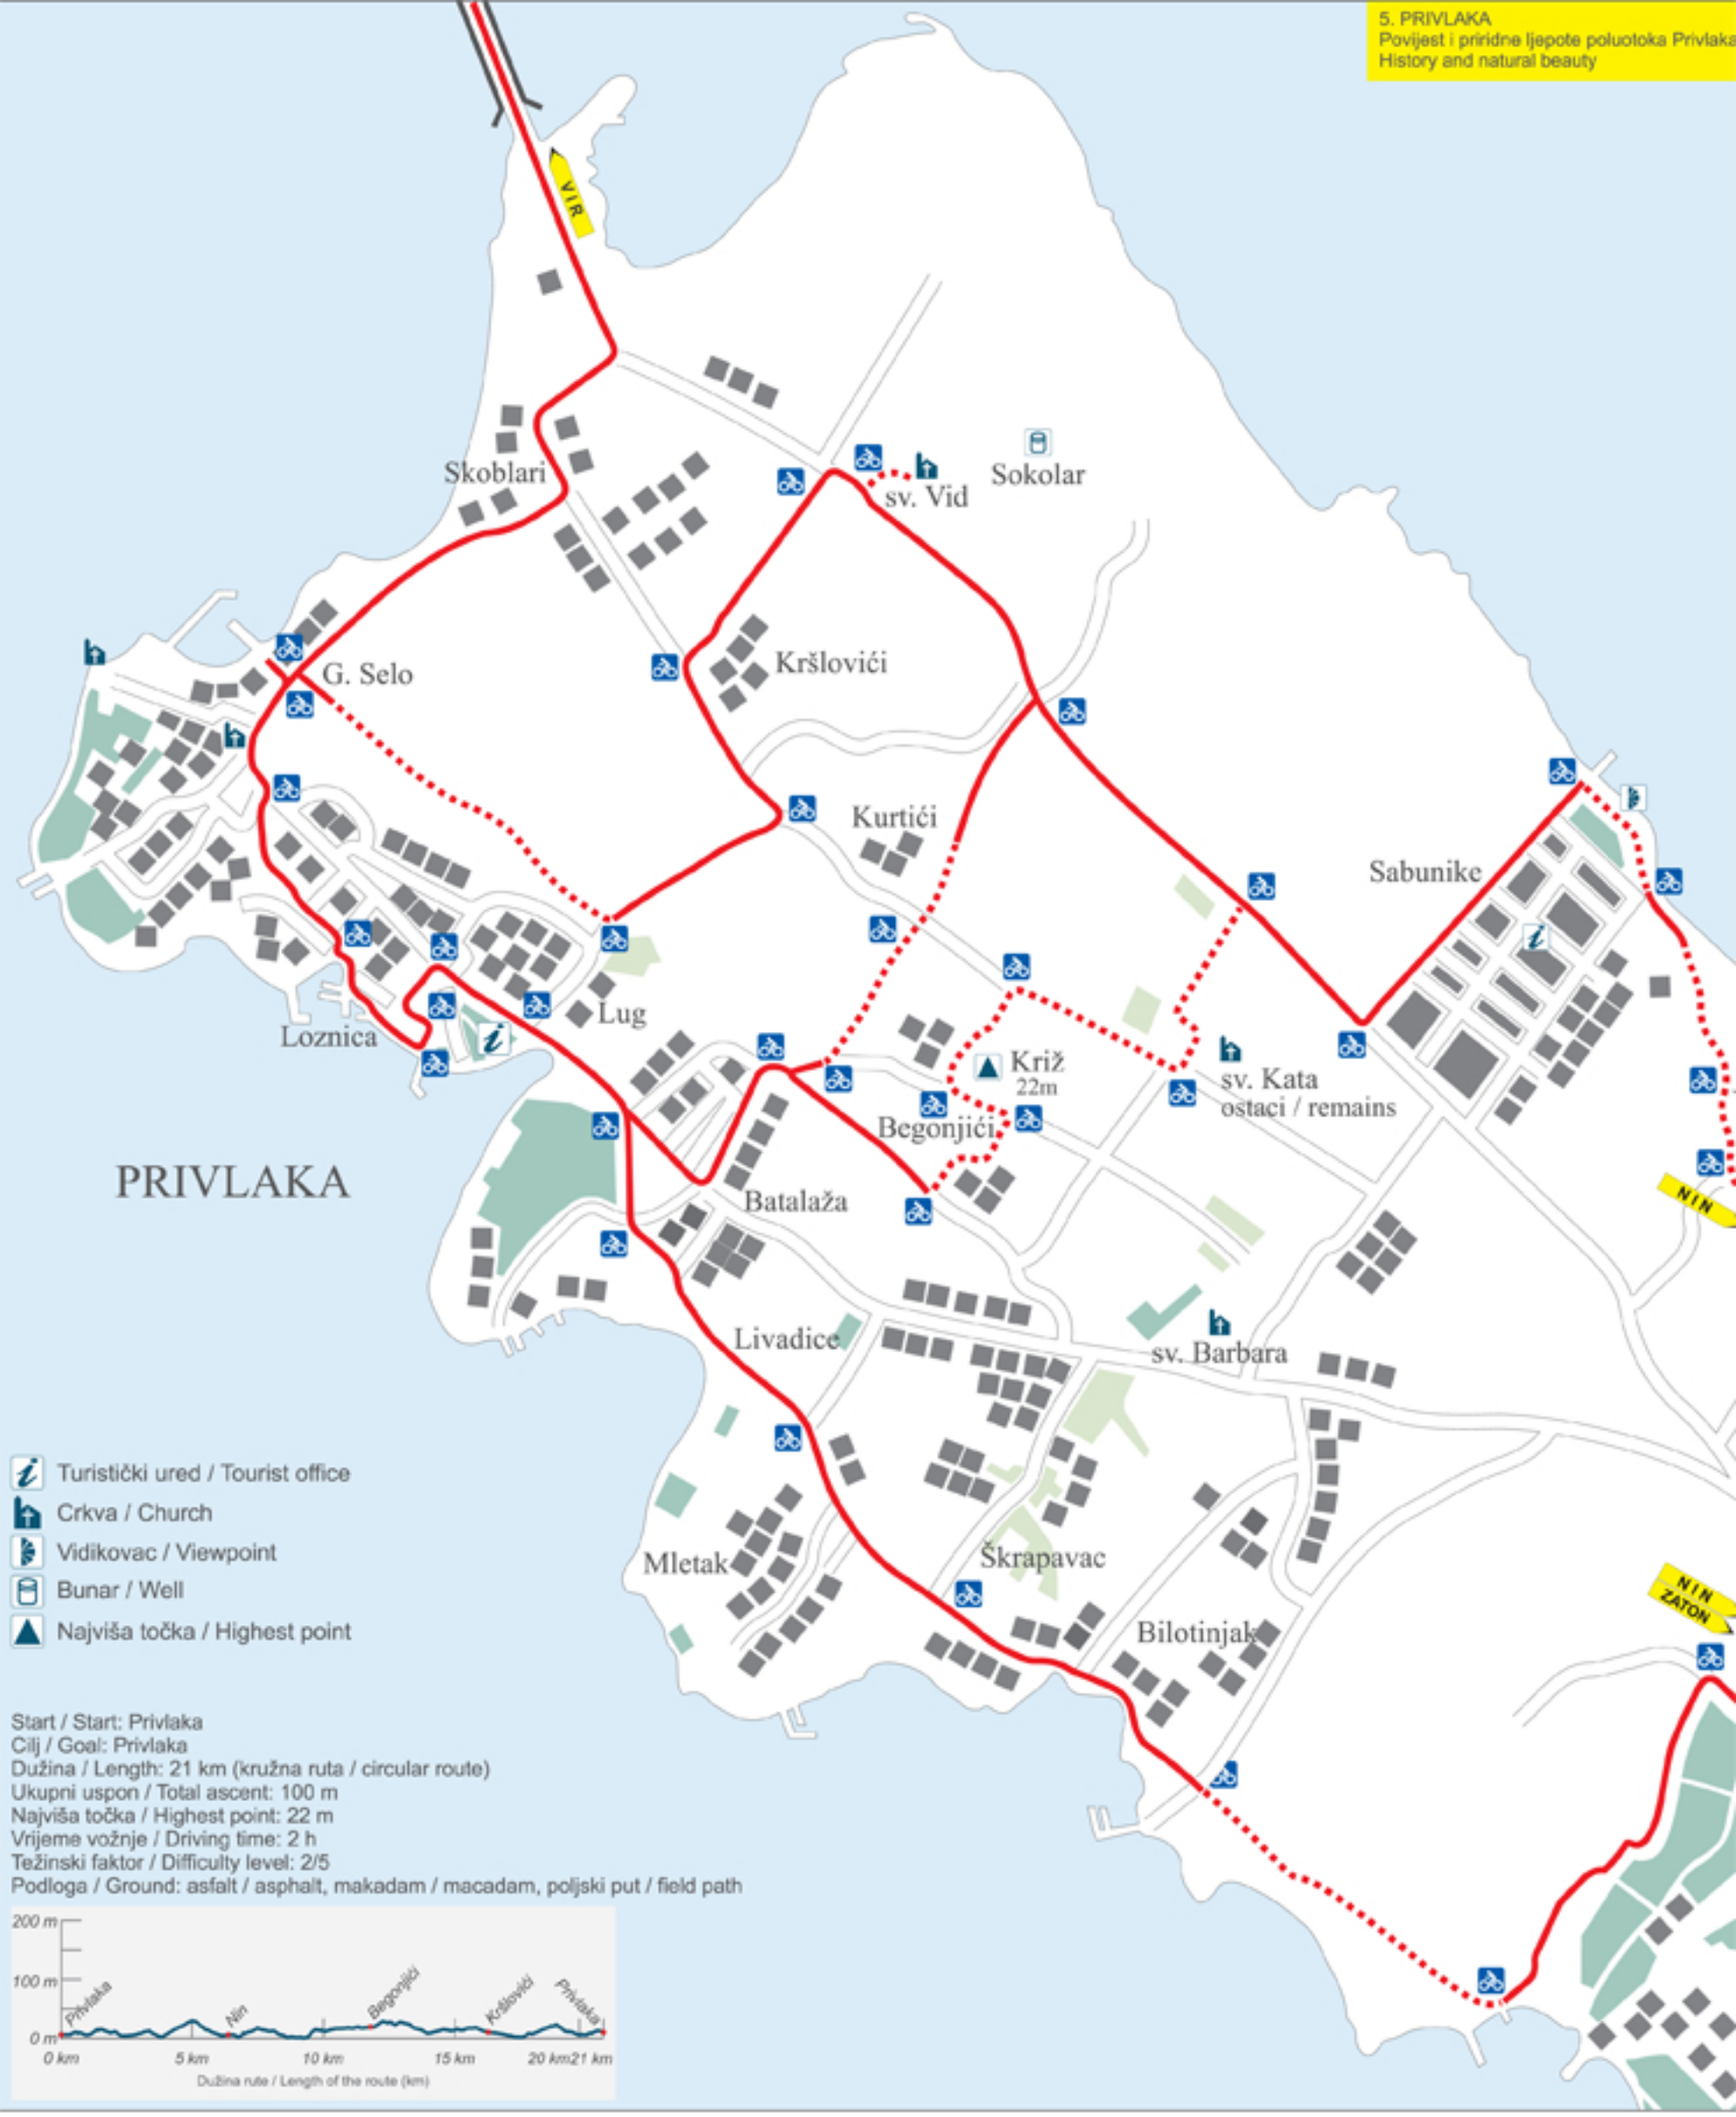 5. PRIVLAKA
Povijest i priridne ljepote poluotoka Privlaka
History and natural beauty
VIR
Skoblari
sv. Vid
Sokolar
G. Selo
Kršlovići
Kurtići
Sabunike
Lug
Loznica
Križ
22m
sv. Kata
ostaci / remains
Begonjići
PRIVLAKA
Batalaža
NIN
Livadice
sv. Barbara
Mletak
Škrapavac
Bilotinjak
NIN
ZATON
Turistički ured / Tourist office
Crkva / Church
Vidikovac / Viewpoint
Bunar / Well
Najviša točka / Highest point
Start / Start: Privlaka
Cilj / Goal: Privlaka
Dužina / Length: 21 km (kružna ruta / circular route)
Ukupni uspon / Total ascent: 100 m
Najviša točka / Highest point: 22 m
Vrijeme vožnje / Driving time: 2 h
Težinski faktor / Difficulty level: 2/5
Podloga / Ground: asfalt / asphalt, makadam / macadam, poljski put / field path
200 m
100 m
0 m
Privlaka
Nin
Begonjići
Kršlovići
Privlaka
0 km 5 km 10 km 15 km 20 km 21 km
Dužina rute / Length of the route (km)